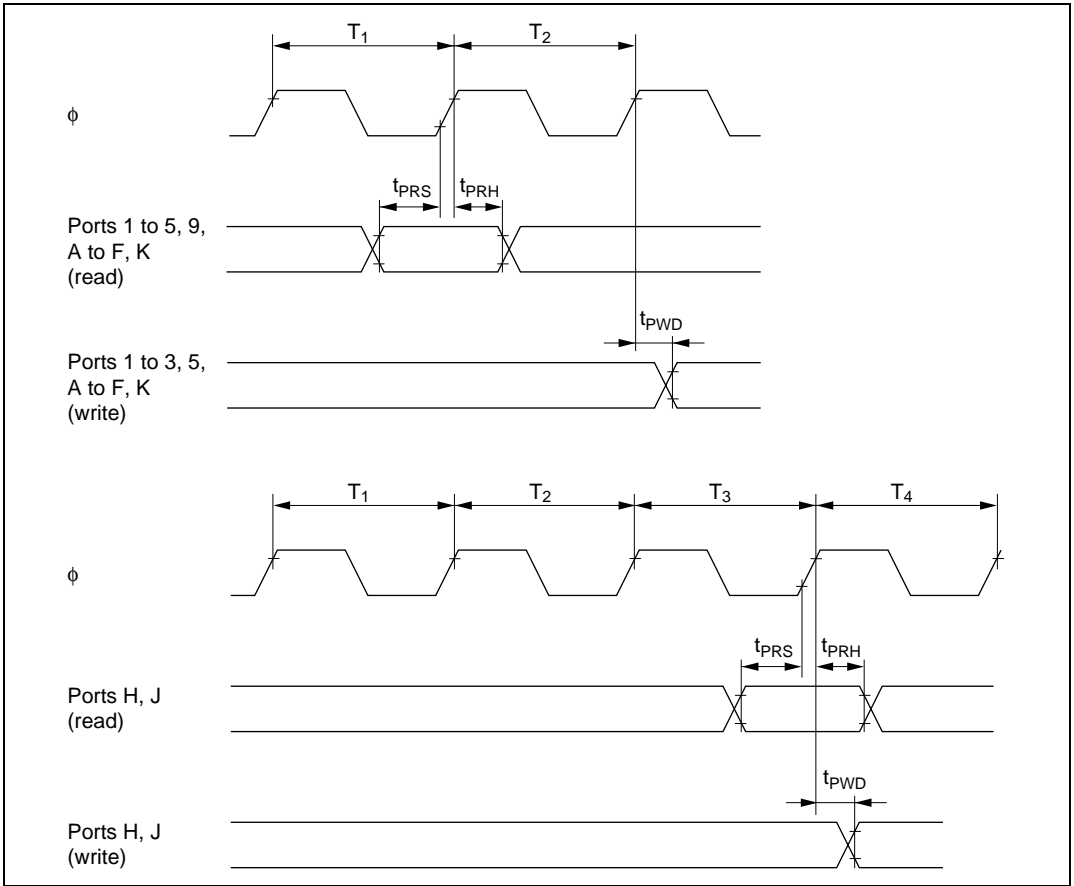 T₁ T₂
ϕ
tPRS tPRH
Ports 1 to 5, 9,
A to F, K
(read)
tPWD
Ports 1 to 3, 5,
A to F, K
(write)
T₁ T₂ T₃ T₄
ϕ
tPRS tPRH
Ports H, J
(read)
tPWD
Ports H, J
(write)